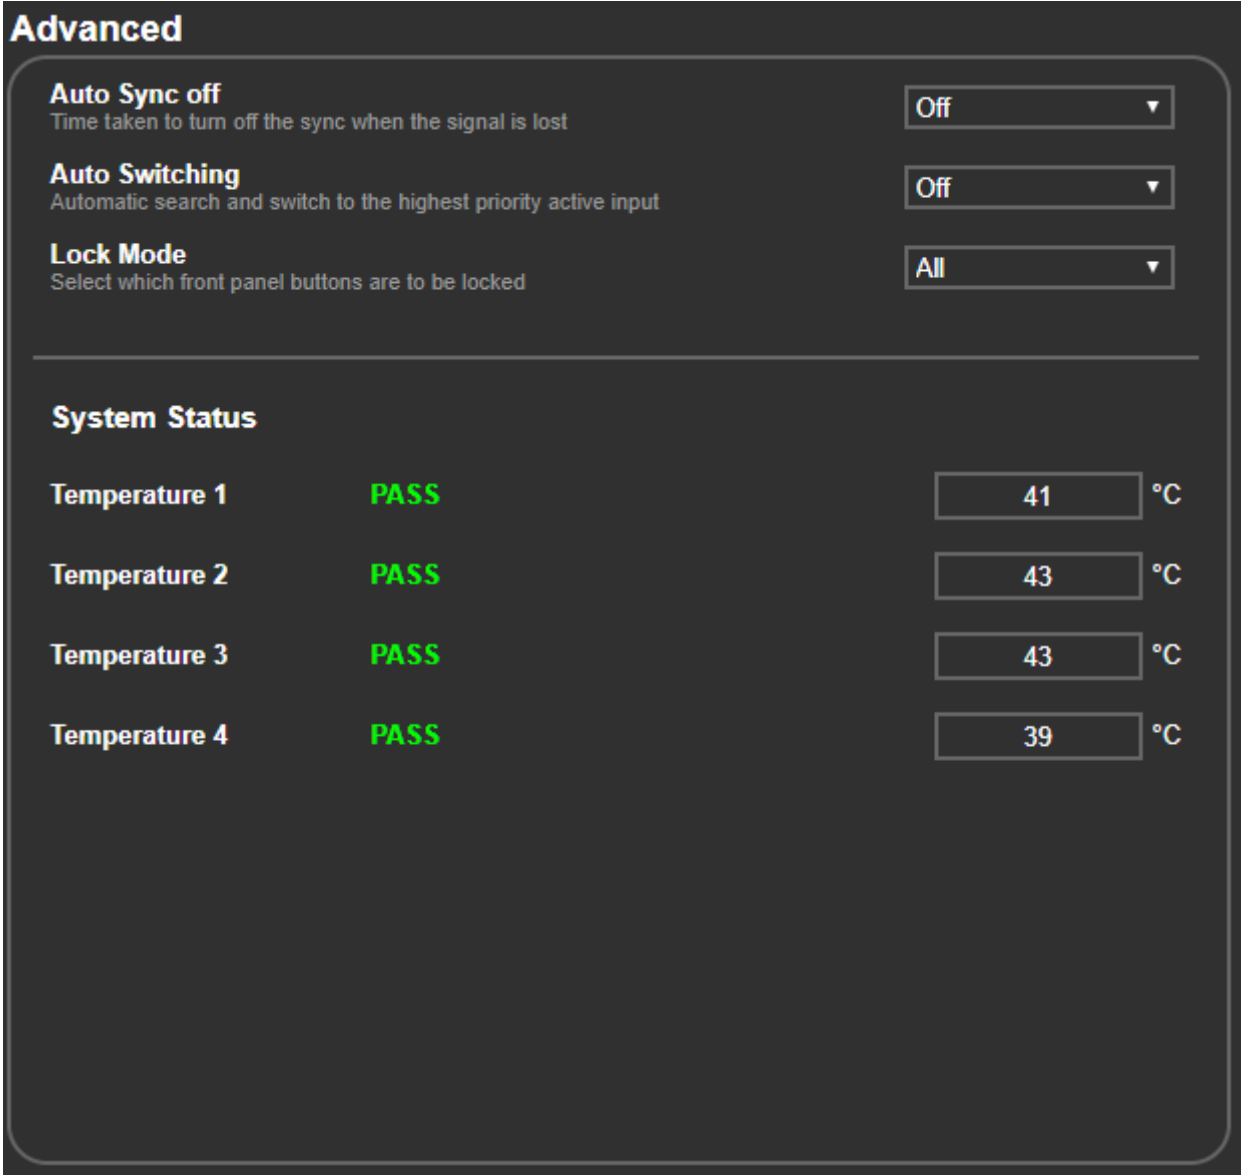 Advanced
Auto Sync off
Time taken to turn off the sync when the signal is lost
Off
Auto Switching
Automatic search and switch to the highest priority active input
Off
Lock Mode
Select which front panel buttons are to be locked
All
System Status
Temperature 1 PASS 41 °C
Temperature 2 PASS 43 °C
Temperature 3 PASS 43 °C
Temperature 4 PASS 39 °C